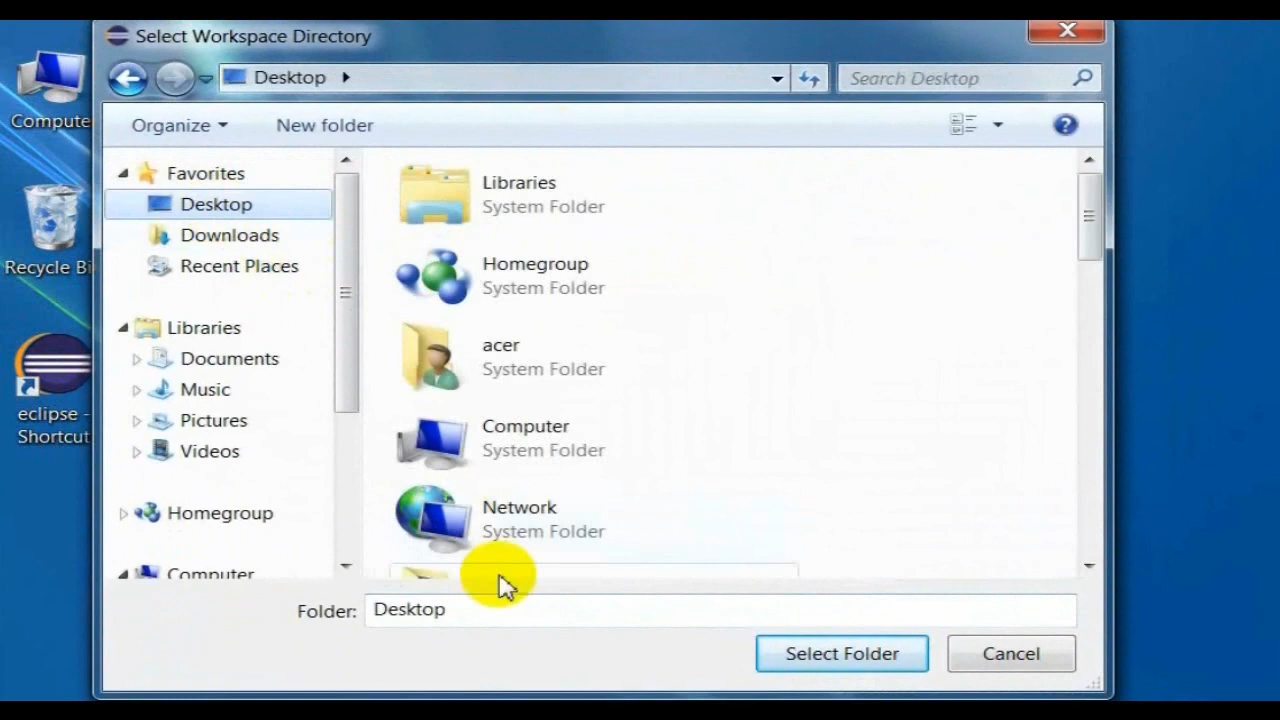 Select Workspace Directory
Desktop
Search Desktop
Organize
New folder
Compute
Recycle Bi
eclipse -
Shortcut
Favorites
Desktop
Downloads
Recent Places
Libraries
Documents
Music
Pictures
Videos
Homegroup
Computer
Libraries
System Folder
Homegroup
System Folder
acer
System Folder
Computer
System Folder
Network
System Folder
Folder: Desktop
Select Folder
Cancel